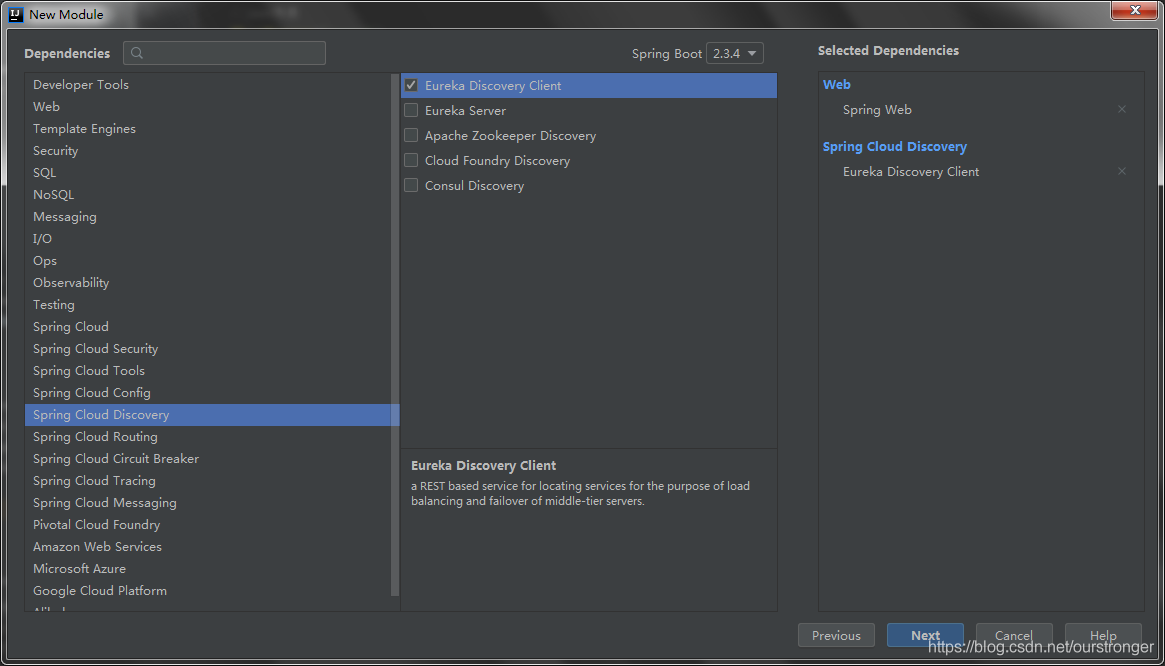 New Module
Dependencies
Spring Boot 2.3.4
Selected Dependencies
Developer Tools
Web
Template Engines
Security
SQL
NoSQL
Messaging
I/O
Ops
Observability
Testing
Spring Cloud
Spring Cloud Security
Spring Cloud Tools
Spring Cloud Config
Spring Cloud Discovery
Spring Cloud Routing
Spring Cloud Circuit Breaker
Spring Cloud Tracing
Spring Cloud Messaging
Pivotal Cloud Foundry
Amazon Web Services
Microsoft Azure
Google Cloud Platform
Eureka Discovery Client
Eureka Server
Apache Zookeeper Discovery
Cloud Foundry Discovery
Consul Discovery
Eureka Discovery Client
a REST based service for locating services for the purpose of load
balancing and failover of middle-tier servers.
Web
Spring Web
Spring Cloud Discovery
Eureka Discovery Client
Previous
Next
Cancel
Help
https://blog.csdn.net/ourstronger